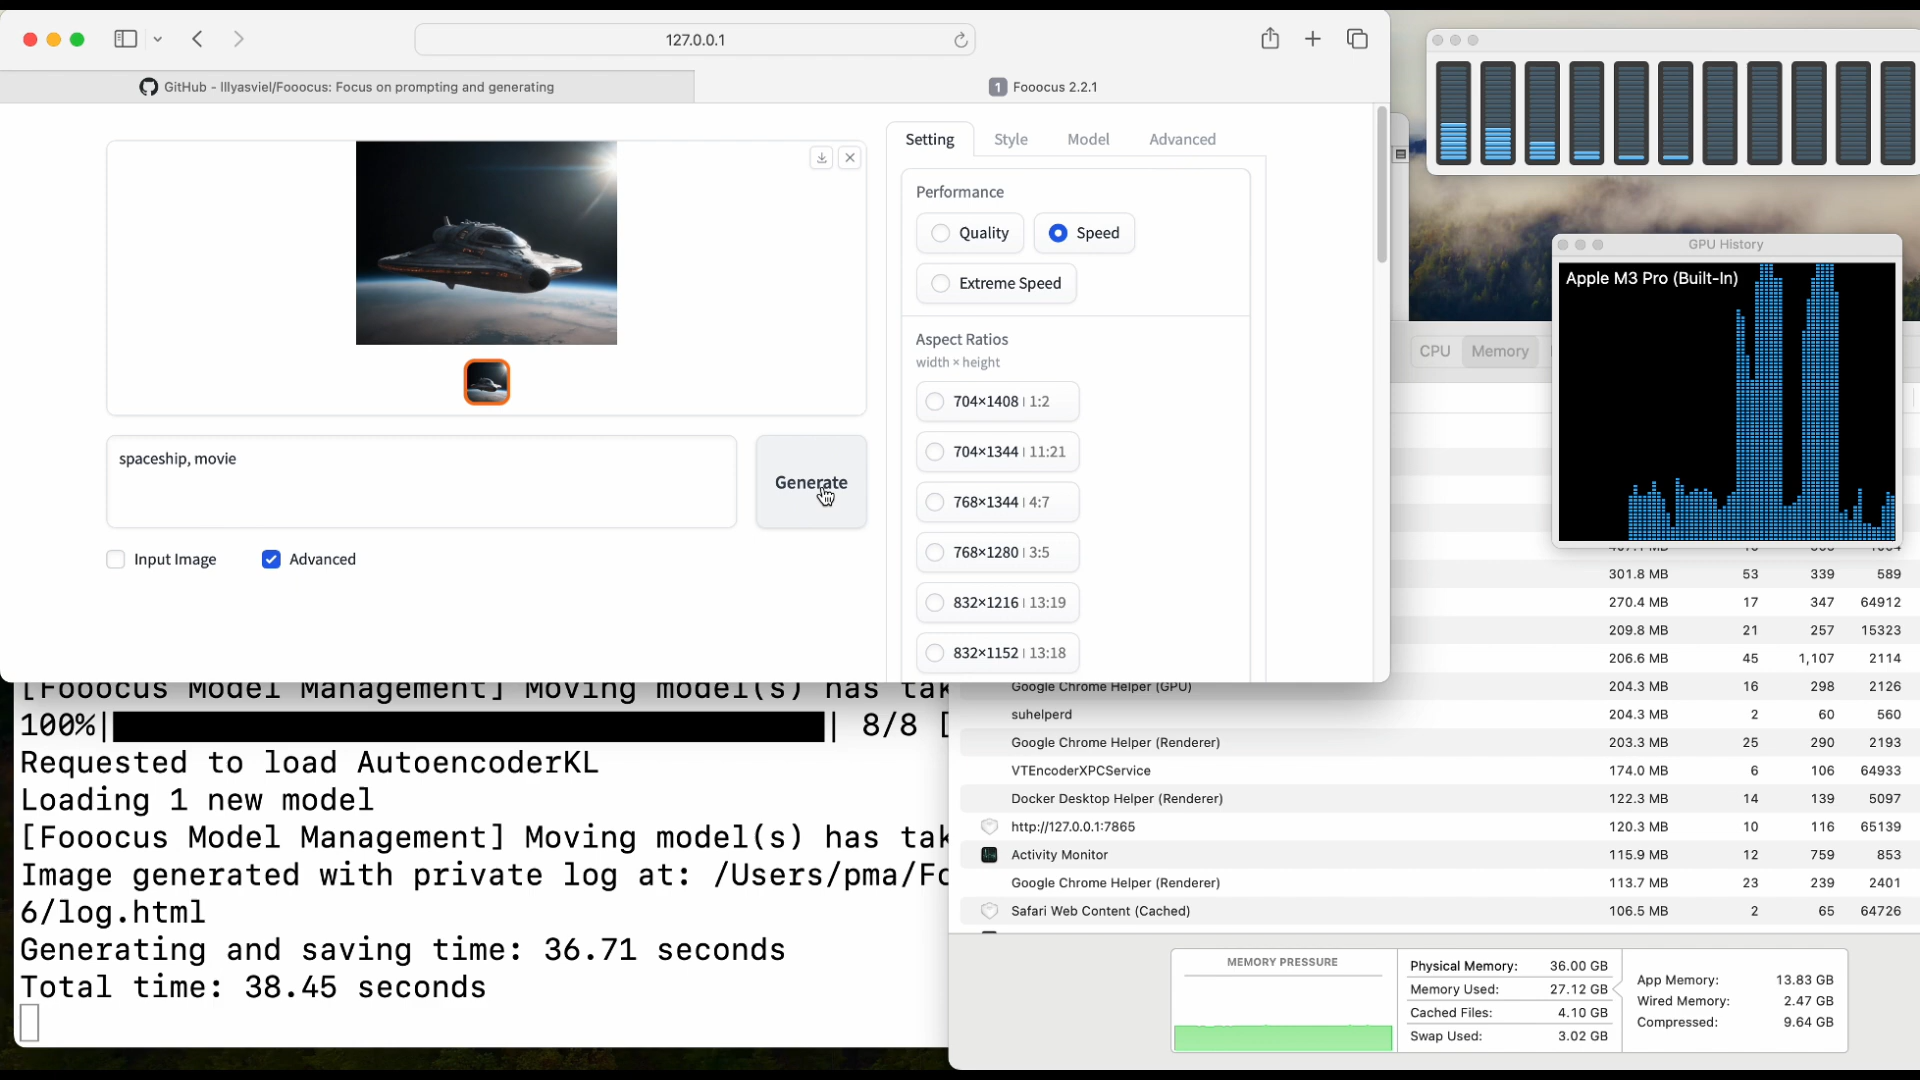 127.0.0.1
GitHub - lllyasviel/Fooocus: Focus on prompting and generating
1 Fooocus 2.2.1
Setting Style Model Advanced
Performance
Quality Speed
Extreme Speed
Aspect Ratios
width × height
704×1408 | 1:2
704×1344 | 11:21
768×1344 | 4:7
768×1280 | 3:5
832×1216 | 13:19
832×1152 | 13:18
spaceship, movie
Generate
Input Image Advanced
GPU History
Apple M3 Pro (Built-In)
CPU Memory
[Fooocus Model Management] Moving model(s) has tak
100%| | 8/8 [
Requested to load AutoencoderKL
Loading 1 new model
[Fooocus Model Management] Moving model(s) has tak
Image generated with private log at: /Users/pma/Fo
6/log.html
Generating and saving time: 36.71 seconds
Total time: 38.45 seconds
301.8 MB 53 339 589
270.4 MB 17 347 64912
209.8 MB 21 257 15323
206.6 MB 45 1,107 2114
Google Chrome Helper (GPU) 204.3 MB 16 298 2126
suhelperd 204.3 MB 2 60 560
Google Chrome Helper (Renderer) 203.3 MB 25 290 2193
VTEncoderXPCService 174.0 MB 6 106 64933
Docker Desktop Helper (Renderer) 122.3 MB 14 139 5097
http://127.0.0.1:7865 120.3 MB 10 116 65139
Activity Monitor 115.9 MB 12 759 853
Google Chrome Helper (Renderer) 113.7 MB 23 239 2401
Safari Web Content (Cached) 106.5 MB 2 65 64726
MEMORY PRESSURE
Physical Memory: 36.00 GB
Memory Used: 27.12 GB
Cached Files: 4.10 GB
Swap Used: 3.02 GB
App Memory: 13.83 GB
Wired Memory: 2.47 GB
Compressed: 9.64 GB